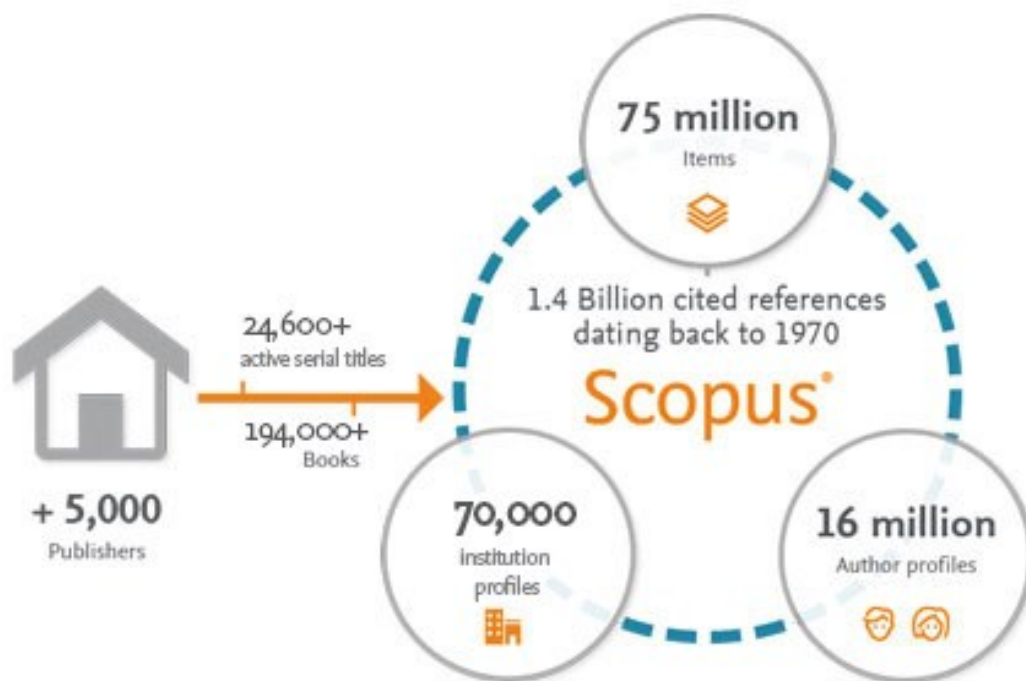 75 million
Items
1.4 Billion cited references
dating back to 1970
Scopus®
24,600+
active serial titles
194,000+
Books
+ 5,000
Publishers
70,000
institution
profiles
16 million
Author profiles